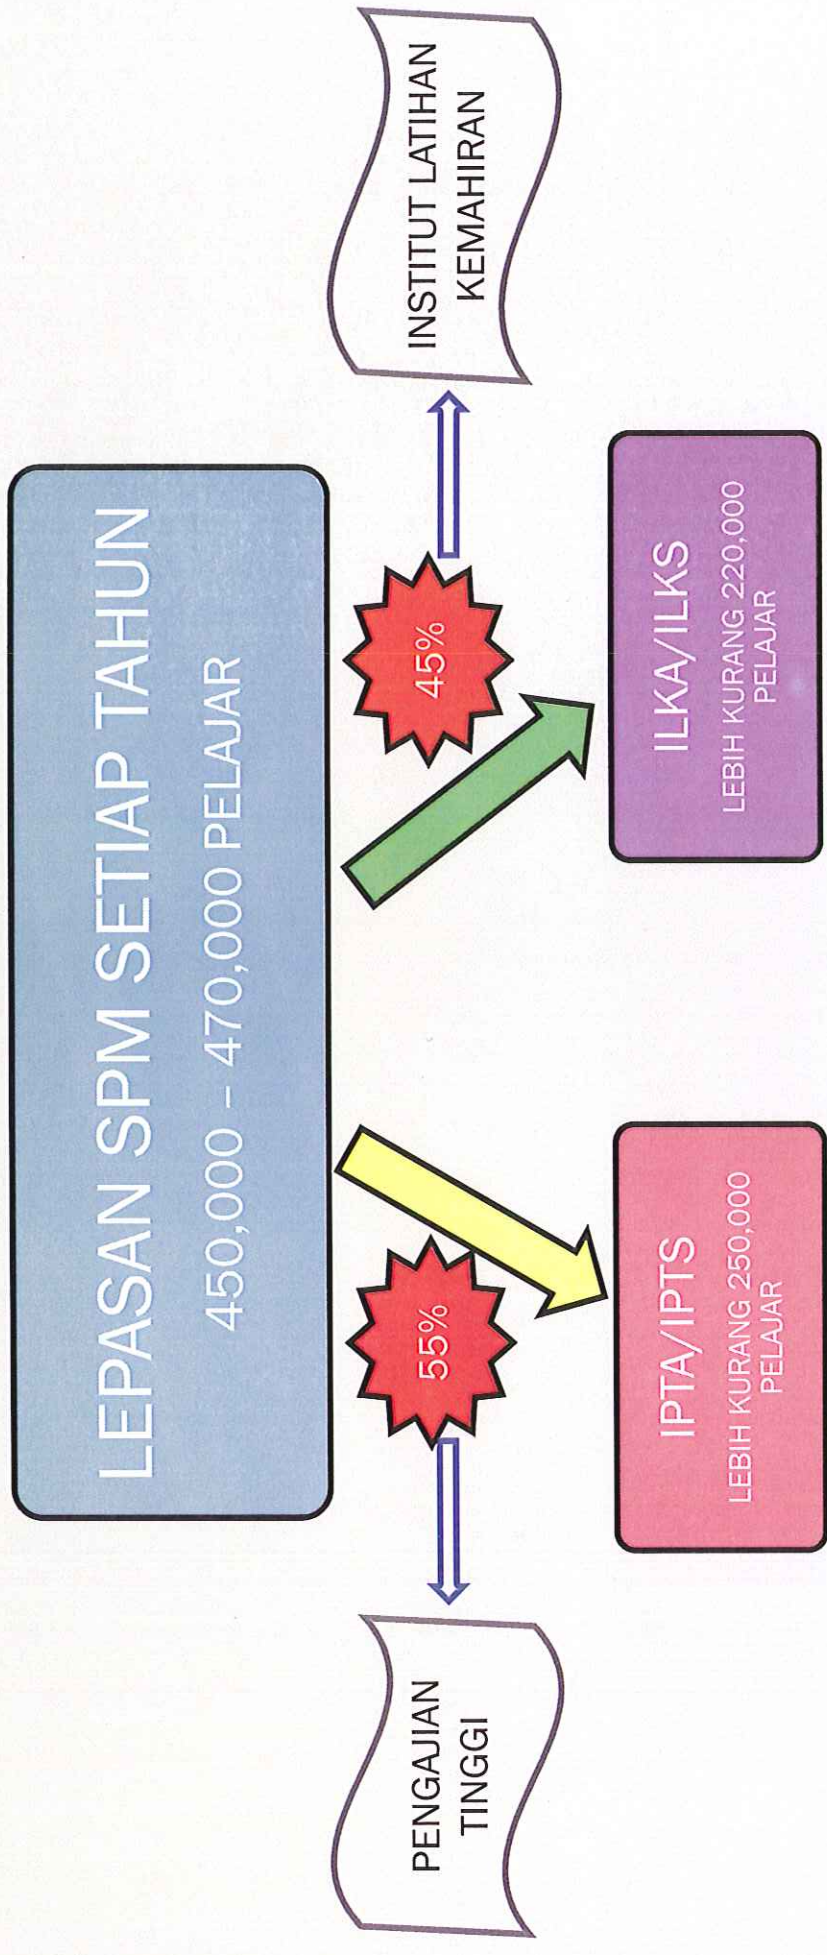 LEPASAN SPM SETIAP TAHUN
450,000 – 470,000 PELAJAR
PENGAJIAN
TINGGI
55%
45%
INSTITUT LATIHAN
KEMAHIRAN
IPTA/IPTS
LEBIH KURANG 250,000
PELAJAR
ILKA/ILKS
LEBIH KURANG 220,000
PELAJAR